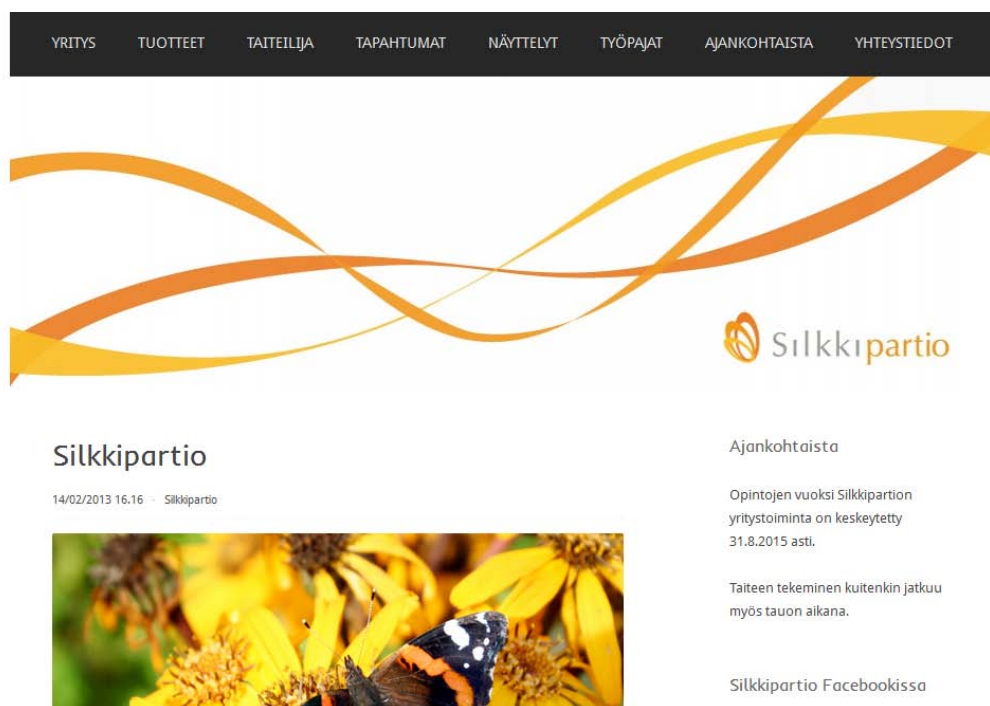 YRITYS TUOTTEET TAITEILIJA TAPAHTUMAT NÄYTTELYT TYÖPAJAT AJANKOHTAISTA YHTEYSTIEDOT
Silkkipartio
Silkkipartio
14/02/2013 16.16 - Silkkipartio
Ajankohtaista
Opintojen vuoksi Silkkipartion
yritystoiminta on keskeytetty
31.8.2015 asti.
Taiteen tekeminen kuitenkin jatkuu
myös tauon aikana.
Silkkipartio Facebookissa